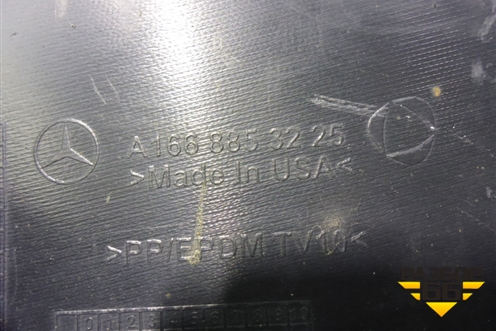 A 166 885 32 25
>Made In USA<
>PP/EPDM TV10<